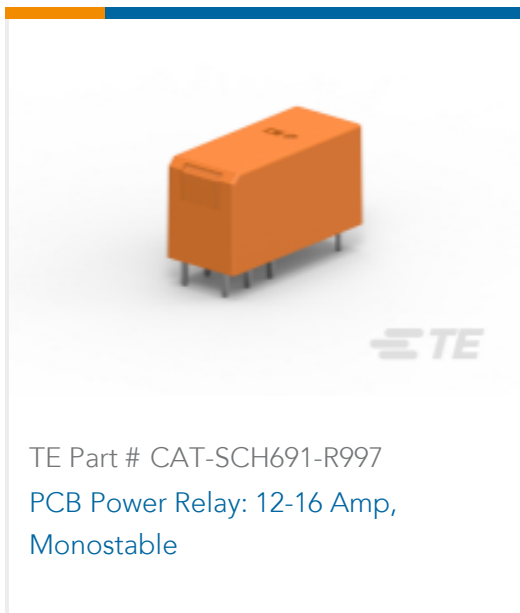 TE
TE Part # CAT-SCH691-R997
PCB Power Relay: 12-16 Amp,
Monostable